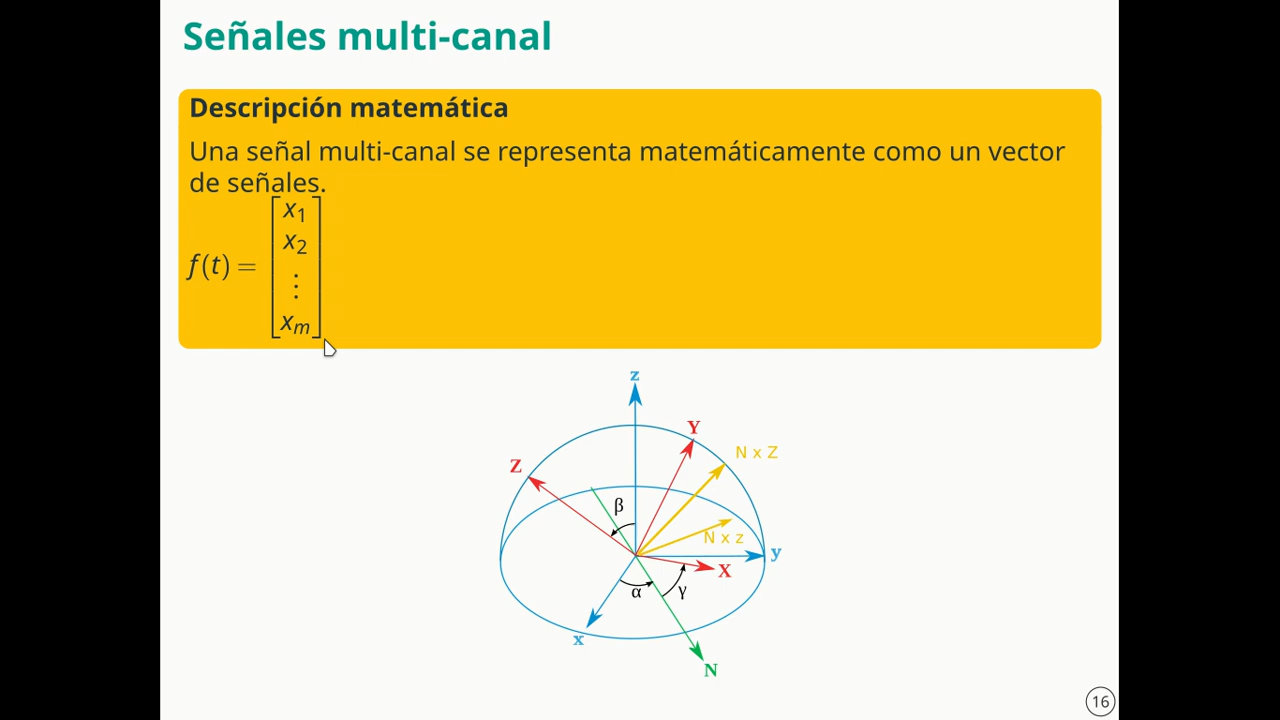 Señales multi-canal
Descripción matemática
Una señal multi-canal se representa matemáticamente como un vector
de señales.
f(t) = [x₁ x₂ ⋮ xₘ]
z
Y
N x Z
Z
β
N x z
y
X
α
γ
x
N
16